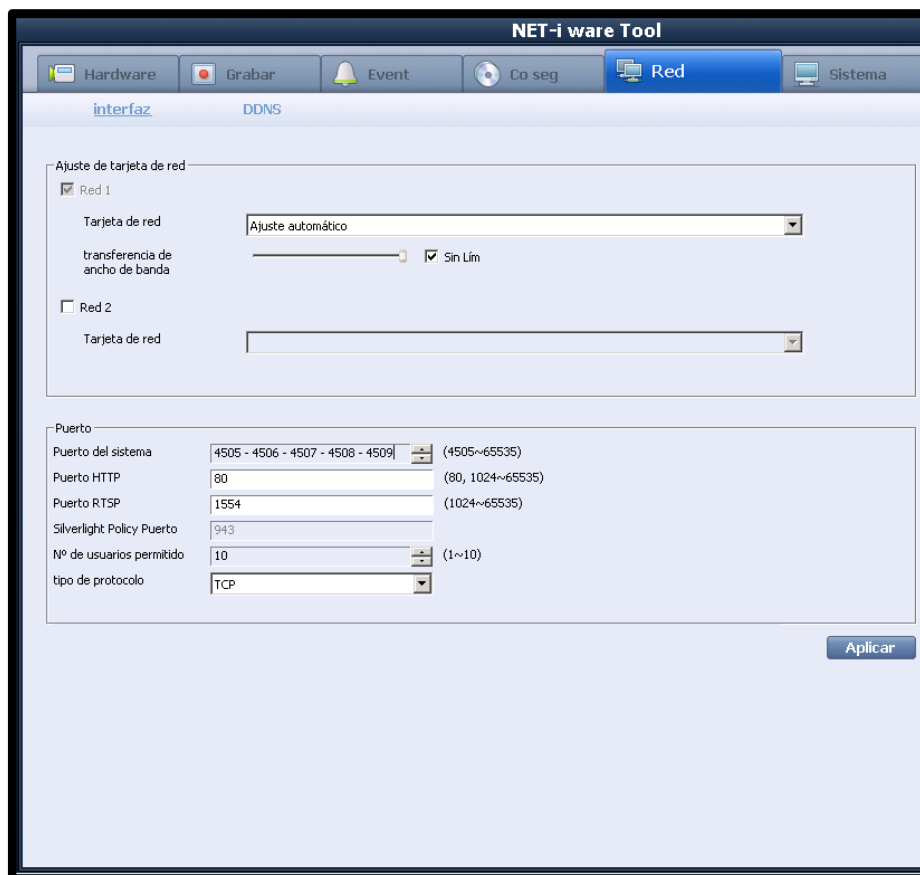 NET-i ware Tool
Hardware Grabar Event Co seg Red Sistema
interfaz DDNS
Ajuste de tarjeta de red
Red 1
Tarjeta de red Ajuste automático
transferencia de
ancho de banda Sin Lím
Red 2
Tarjeta de red
Puerto
Puerto del sistema 4505 - 4506 - 4507 - 4508 - 4509 (4505~65535)
Puerto HTTP 80 (80, 1024~65535)
Puerto RTSP 1554 (1024~65535)
Silverlight Policy Puerto 943
Nº de usuarios permitido 10 (1~10)
tipo de protocolo TCP
Aplicar